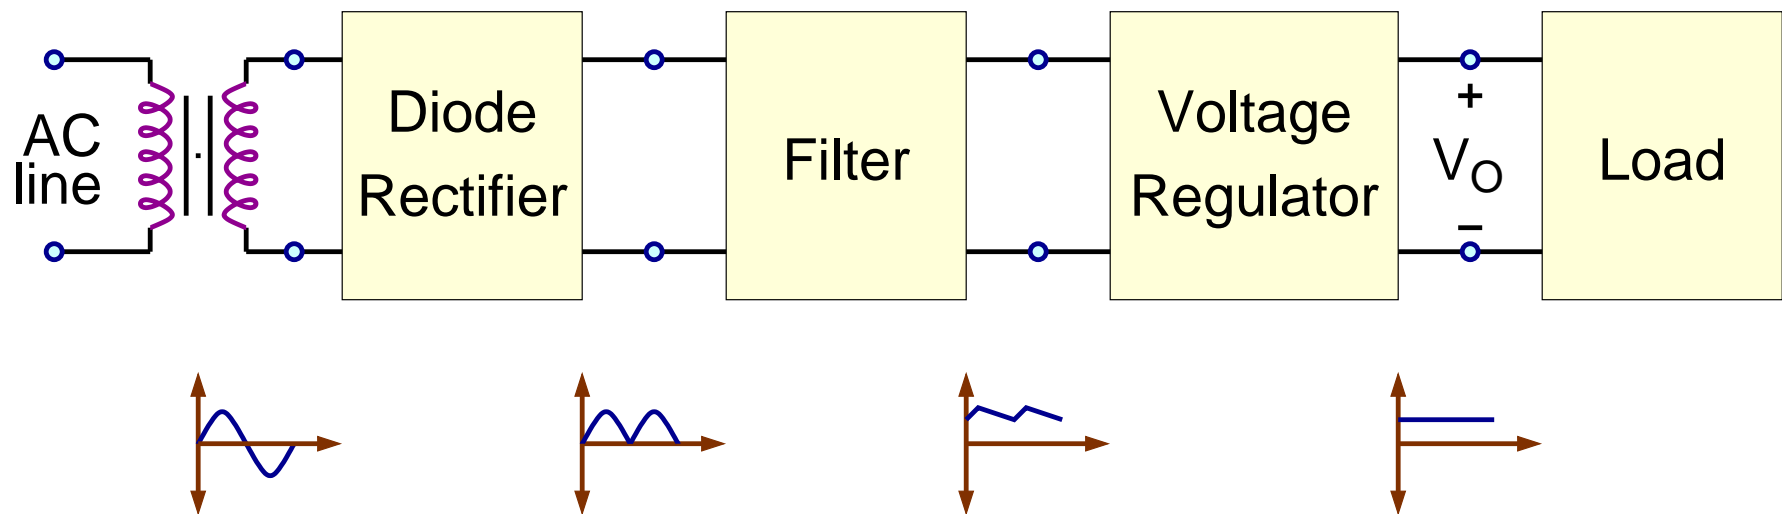 AC
line
Diode
Rectifier
Filter
Voltage
Regulator
+
VO
−
Load